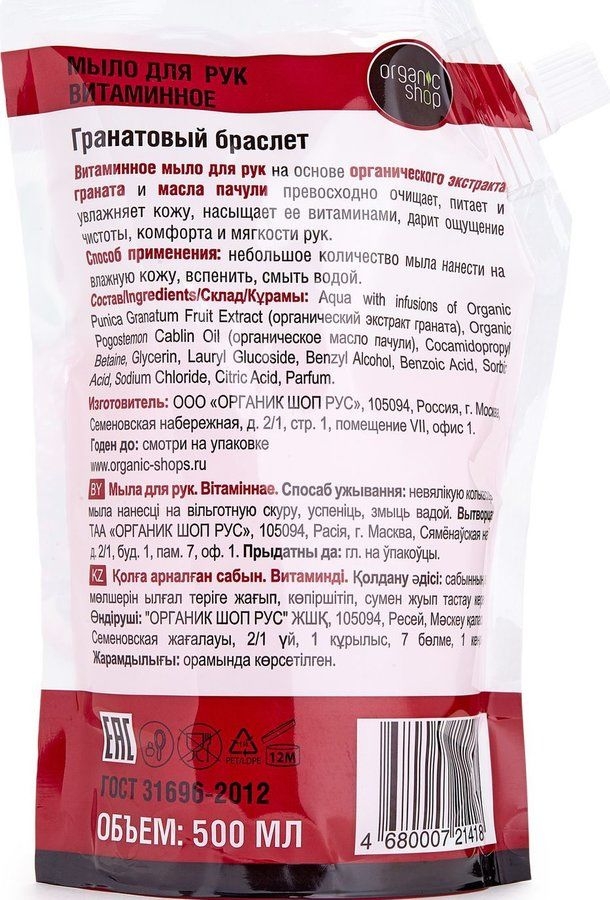 organic
shop
МЫЛО ДЛЯ РУК
ВИТАМИННОЕ
Гранатовый браслет
Витаминное мыло для рук на основе органического экстракта
граната и масла пачули превосходно очищает, питает и
увлажняет кожу, насыщает ее витаминами, дарит ощущение
чистоты, комфорта и мягкости рук.
Способ применения: небольшое количество мыла нанести на
влажную кожу, вспенить, смыть водой.
Состав/Ingredients/Склад/Құрамы: Aqua with infusions of Organic
Punica Granatum Fruit Extract (органический экстракт граната), Organic
Pogostemon Cablin Oil (органическое масло пачули), Cocamidopropyl
Betaine, Glycerin, Lauryl Glucoside, Benzyl Alcohol, Benzoic Acid, Sorbic
Acid, Sodium Chloride, Citric Acid, Parfum.
Изготовитель: ООО «ОРГАНИК ШОП РУС», 105094, Россия, г. Москва,
Семеновская набережная, д. 2/1, стр. 1, помещение VII, офис 1.
Годен до: смотри на упаковке
www.organic-shops.ru
BY Мыла для рук. Вітаміннае. Спосаб ужывання: невялікую
мыла нанесці на вільготную скуру, успеніць, змыць вадой.
ТАА «ОРГАНИК ШОП РУС», 105094, Расія, г. Масква, Сямёнаўская
д. 2/1, буд. 1, пам. 7, оф. 1. Прыдатны да: гл. на ўпакоўцы.
KZ Қолға арналған сабын. Витаминді. Қолдану әдісі: сабынның
мөлшерін ылғал теріге жағып, көпіршітіп, сумен жуып тастау
Өндіруші: "ОРГАНИК ШОП РУС" ЖШҚ, 105094, Ресей, Мәскеу
Семеновская жағалауы, 2/1 үй, 1 құрылыс, 7 бөлме, 1
Жарамдылығы: орамында көрсетілген.
EAC
PET/LDPE
12M
ГОСТ 31696-2012
ОБЪЕМ: 500 МЛ
4 680007 21418